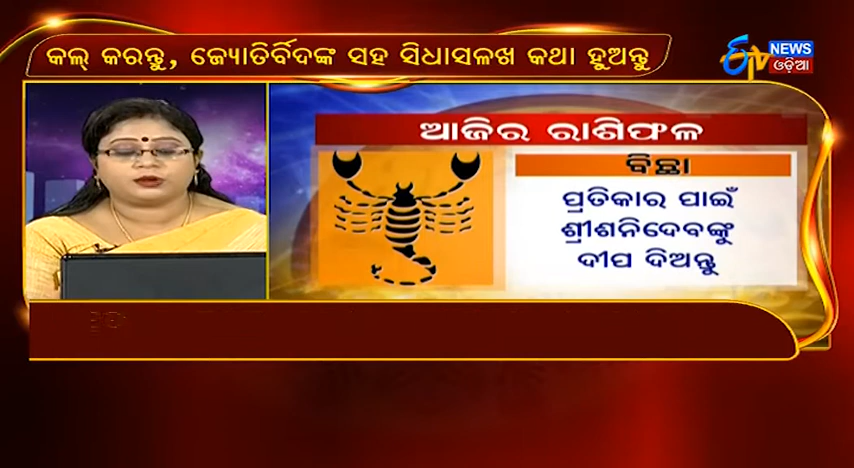 କଲ୍ କରନ୍ତୁ, ଜ୍ୟୋତିର୍ବିଦଙ୍କ ସହ ସିଧାସଳଖ କଥା ହୁଅନ୍ତୁ
ETV NEWS
ଓଡ଼ିଆ
ଆଜିର ରାଶିଫଳ
ବିଛା
ପ୍ରତିକାର ପାଇଁ
ଶ୍ରୀଶନିଦେବଙ୍କୁ
ଦୀପ ଦିଅନ୍ତୁ